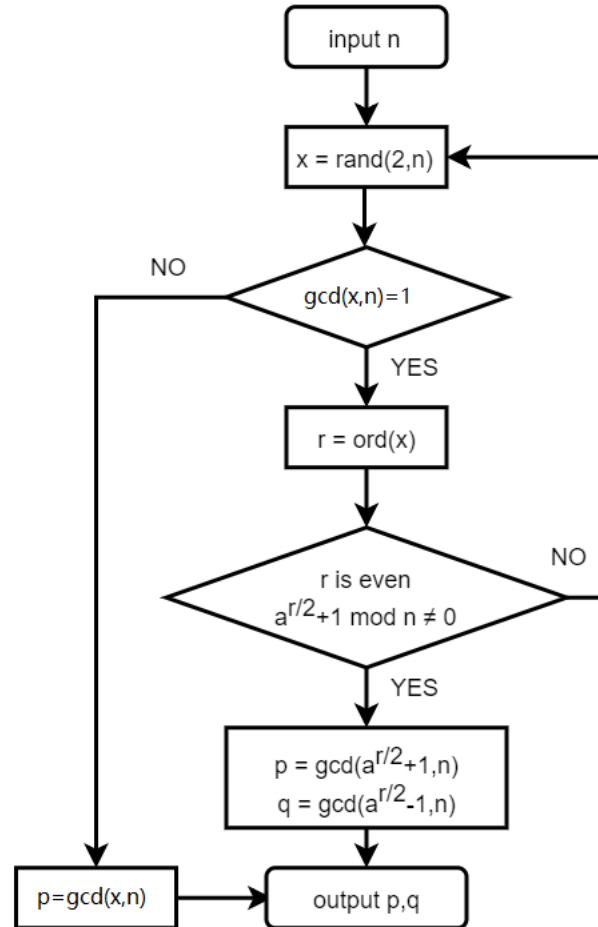 input n
x = rand(2,n)
NO
gcd(x,n)=1
YES
r = ord(x)
NO
r is even
a^{r/2}+1 mod n ≠ 0
YES
p = gcd(a^{r/2}+1,n)
q = gcd(a^{r/2}-1,n)
p=gcd(x,n)
output p,q